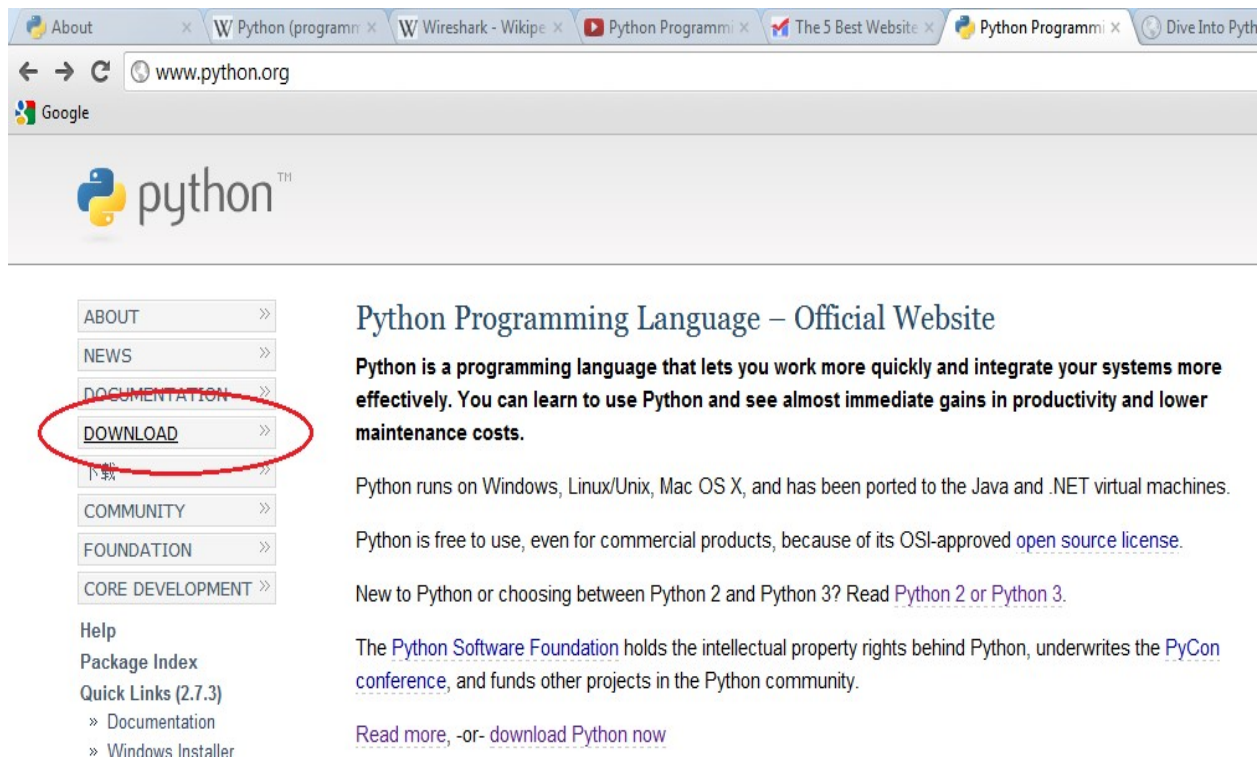 About
Python (programm
Wireshark - Wikipe
Python Programmi
The 5 Best Website
Python Programmi
Dive Into Pyth
www.python.org
Google
python™
ABOUT
NEWS
DOCUMENTATION
DOWNLOAD
下載
COMMUNITY
FOUNDATION
CORE DEVELOPMENT
Help
Package Index
Quick Links (2.7.3)
» Documentation
» Windows Installer
Python Programming Language – Official Website
Python is a programming language that lets you work more quickly and integrate your systems more
effectively. You can learn to use Python and see almost immediate gains in productivity and lower
maintenance costs.
Python runs on Windows, Linux/Unix, Mac OS X, and has been ported to the Java and .NET virtual machines.
Python is free to use, even for commercial products, because of its OSI-approved open source license.
New to Python or choosing between Python 2 and Python 3? Read Python 2 or Python 3.
The Python Software Foundation holds the intellectual property rights behind Python, underwrites the PyCon
conference, and funds other projects in the Python community.
Read more, -or- download Python now